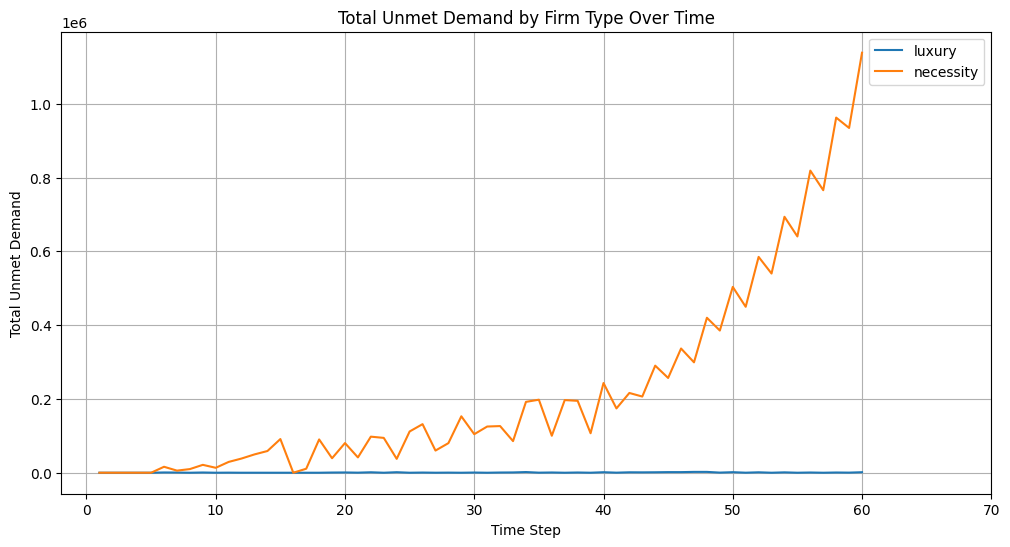 Total Unmet Demand by Firm Type Over Time
1e6
luxury
necessity
1.0
0.8
0.6
0.4
0.2
0.0
Total Unmet Demand
0 10 20 30 40 50 60 70
Time Step